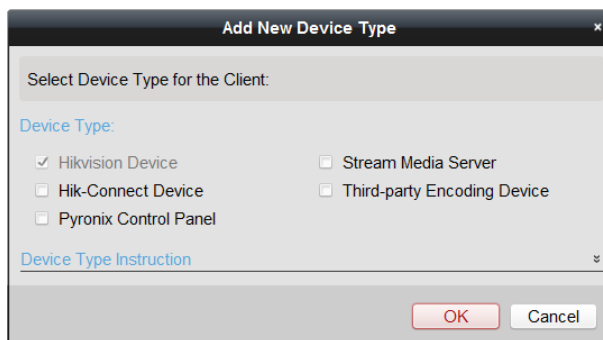 Add New Device Type
Select Device Type for the Client:
Device Type:
Hikvision Device
Stream Media Server
Hik-Connect Device
Third-party Encoding Device
Pyronix Control Panel
Device Type Instruction
OK
Cancel